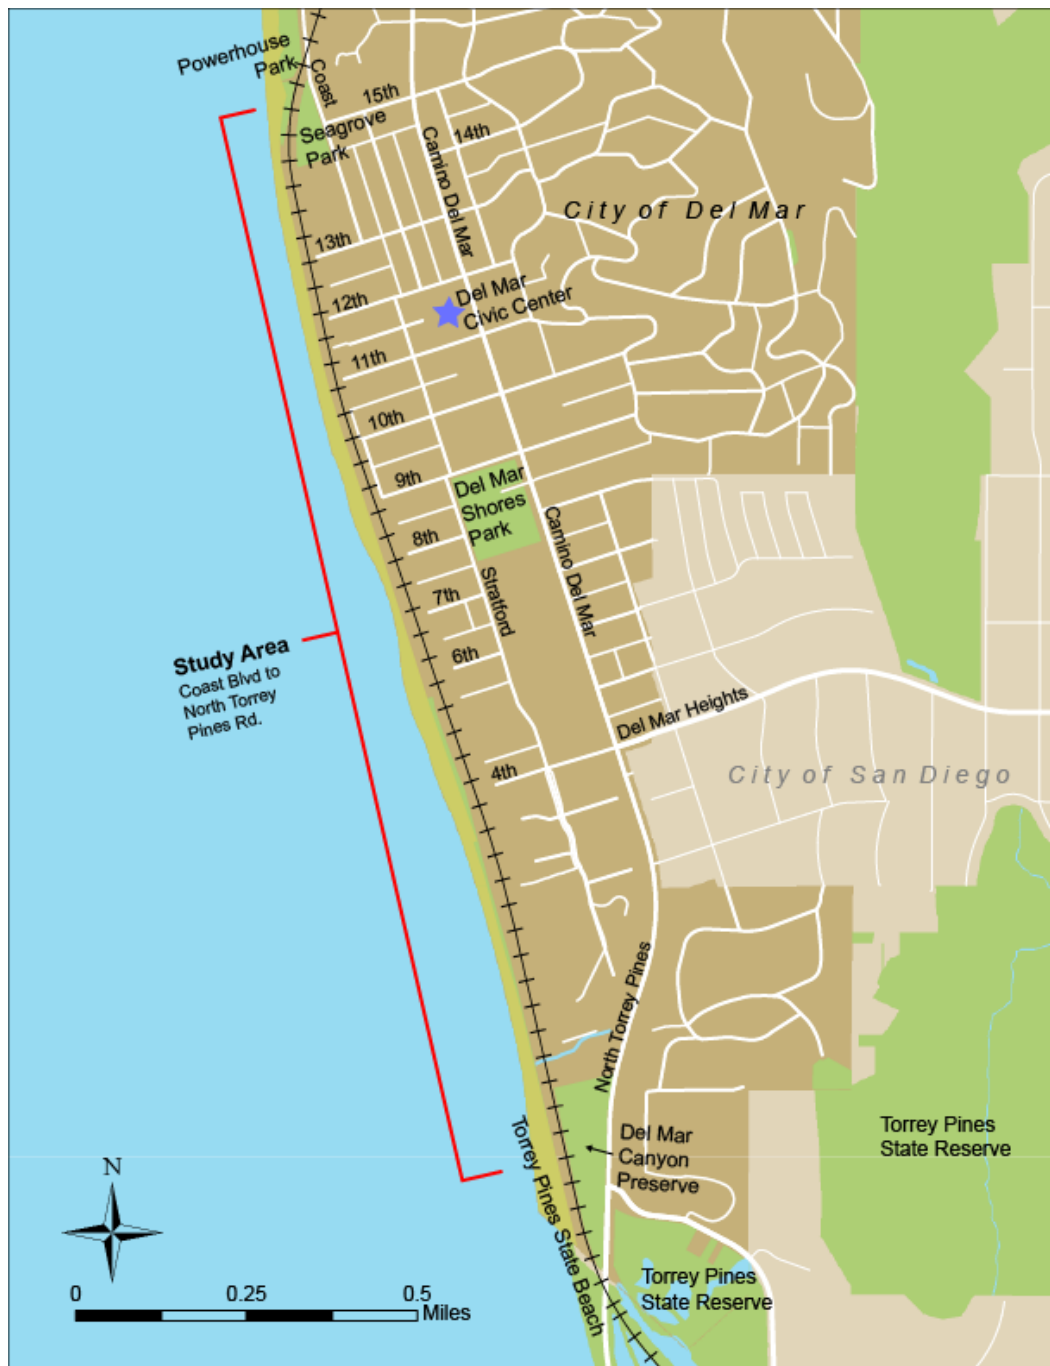 Powerhouse
Park
Coast
15th
Seagrove
Park
14th
Camino Del Mar
City of Del Mar
13th
12th
Del Mar
Civic Center
11th
10th
9th
Del Mar
Shores
Park
8th
Camino Del Mar
7th
Stratford
6th
Study Area
Coast Blvd to
North Torrey
Pines Rd.
Del Mar Heights
4th
City of San Diego
North Torrey Pines
Torrey Pines State Beach
Del Mar
Canyon
Preserve
Torrey Pines
State Reserve
N
Torrey Pines
State Reserve
0 0.25 0.5
Miles